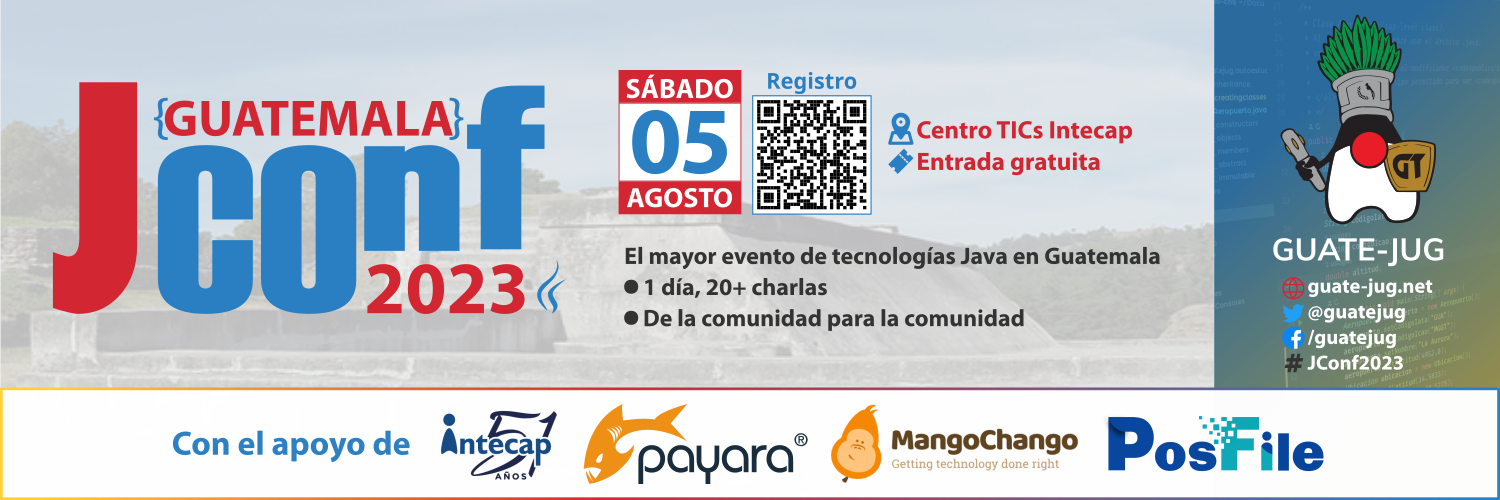 JConf
{GUATEMALA}
2023
SÁBADO
05
AGOSTO
Registro
Centro TICs Intecap
Entrada gratuita
El mayor evento de tecnologías Java en Guatemala
1 día, 20+ charlas
De la comunidad para la comunidad
GT
GUATE-JUG
guate-jug.net
@guatejug
/guatejug
# JConf2023
Con el apoyo de
intecap
51
AÑOS
payara®
MangoChango
Getting technology done right
PosFile